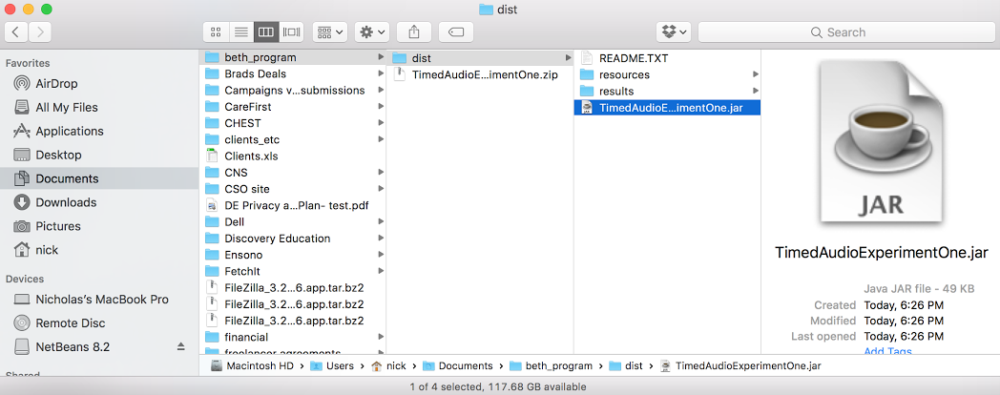 dist
Search
Favorites
AirDrop
All My Files
Applications
Desktop
Documents
Downloads
Pictures
nick
Devices
Nicholas's MacBook Pro
Remote Disc
NetBeans 8.2
Shared
beth_program
Brads Deals
Campaigns v...submissions
CareFirst
CHEST
clients_etc
Clients.xls
CNS
CSO site
DE Privacy a...Plan- test.pdf
Dell
Discovery Education
Ensono
FetchIt
FileZilla_3.2...6.app.tar.bz2
FileZilla_3.2...6.app.tar.bz2
FileZilla_3.2...6.app.tar.bz2
financial
freelancer agreements
dist
TimedAudioE...imentOne.zip
README.TXT
resources
results
TimedAudioE...imentOne.jar
JAR
TimedAudioExperimentOne.jar
Java JAR file - 49 KB
Created Today, 6:26 PM
Modified Today, 6:26 PM
Last opened Today, 6:26 PM
Add Tags...
Macintosh HD › Users › nick › Documents › beth_program › dist › TimedAudioExperimentOne.jar
1 of 4 selected, 117.68 GB available